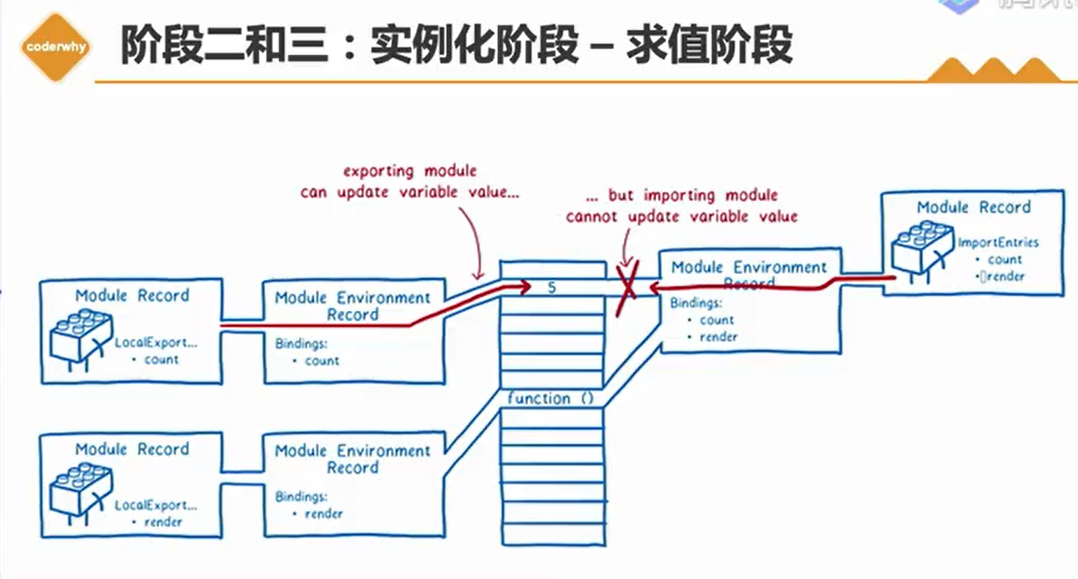 coderwhy
阶段二和三：实例化阶段 – 求值阶段
exporting module
can update variable value...
... but importing module
cannot update variable value
Module Record
ImportEntries
• count
•▯render
Module Environment
Record
Bindings:
• count
• render
5
function ()
Module Record
LocalExport...
• count
Module Environment
Record
Bindings:
• count
Module Record
LocalExport...
• render
Module Environment
Record
Bindings:
• render